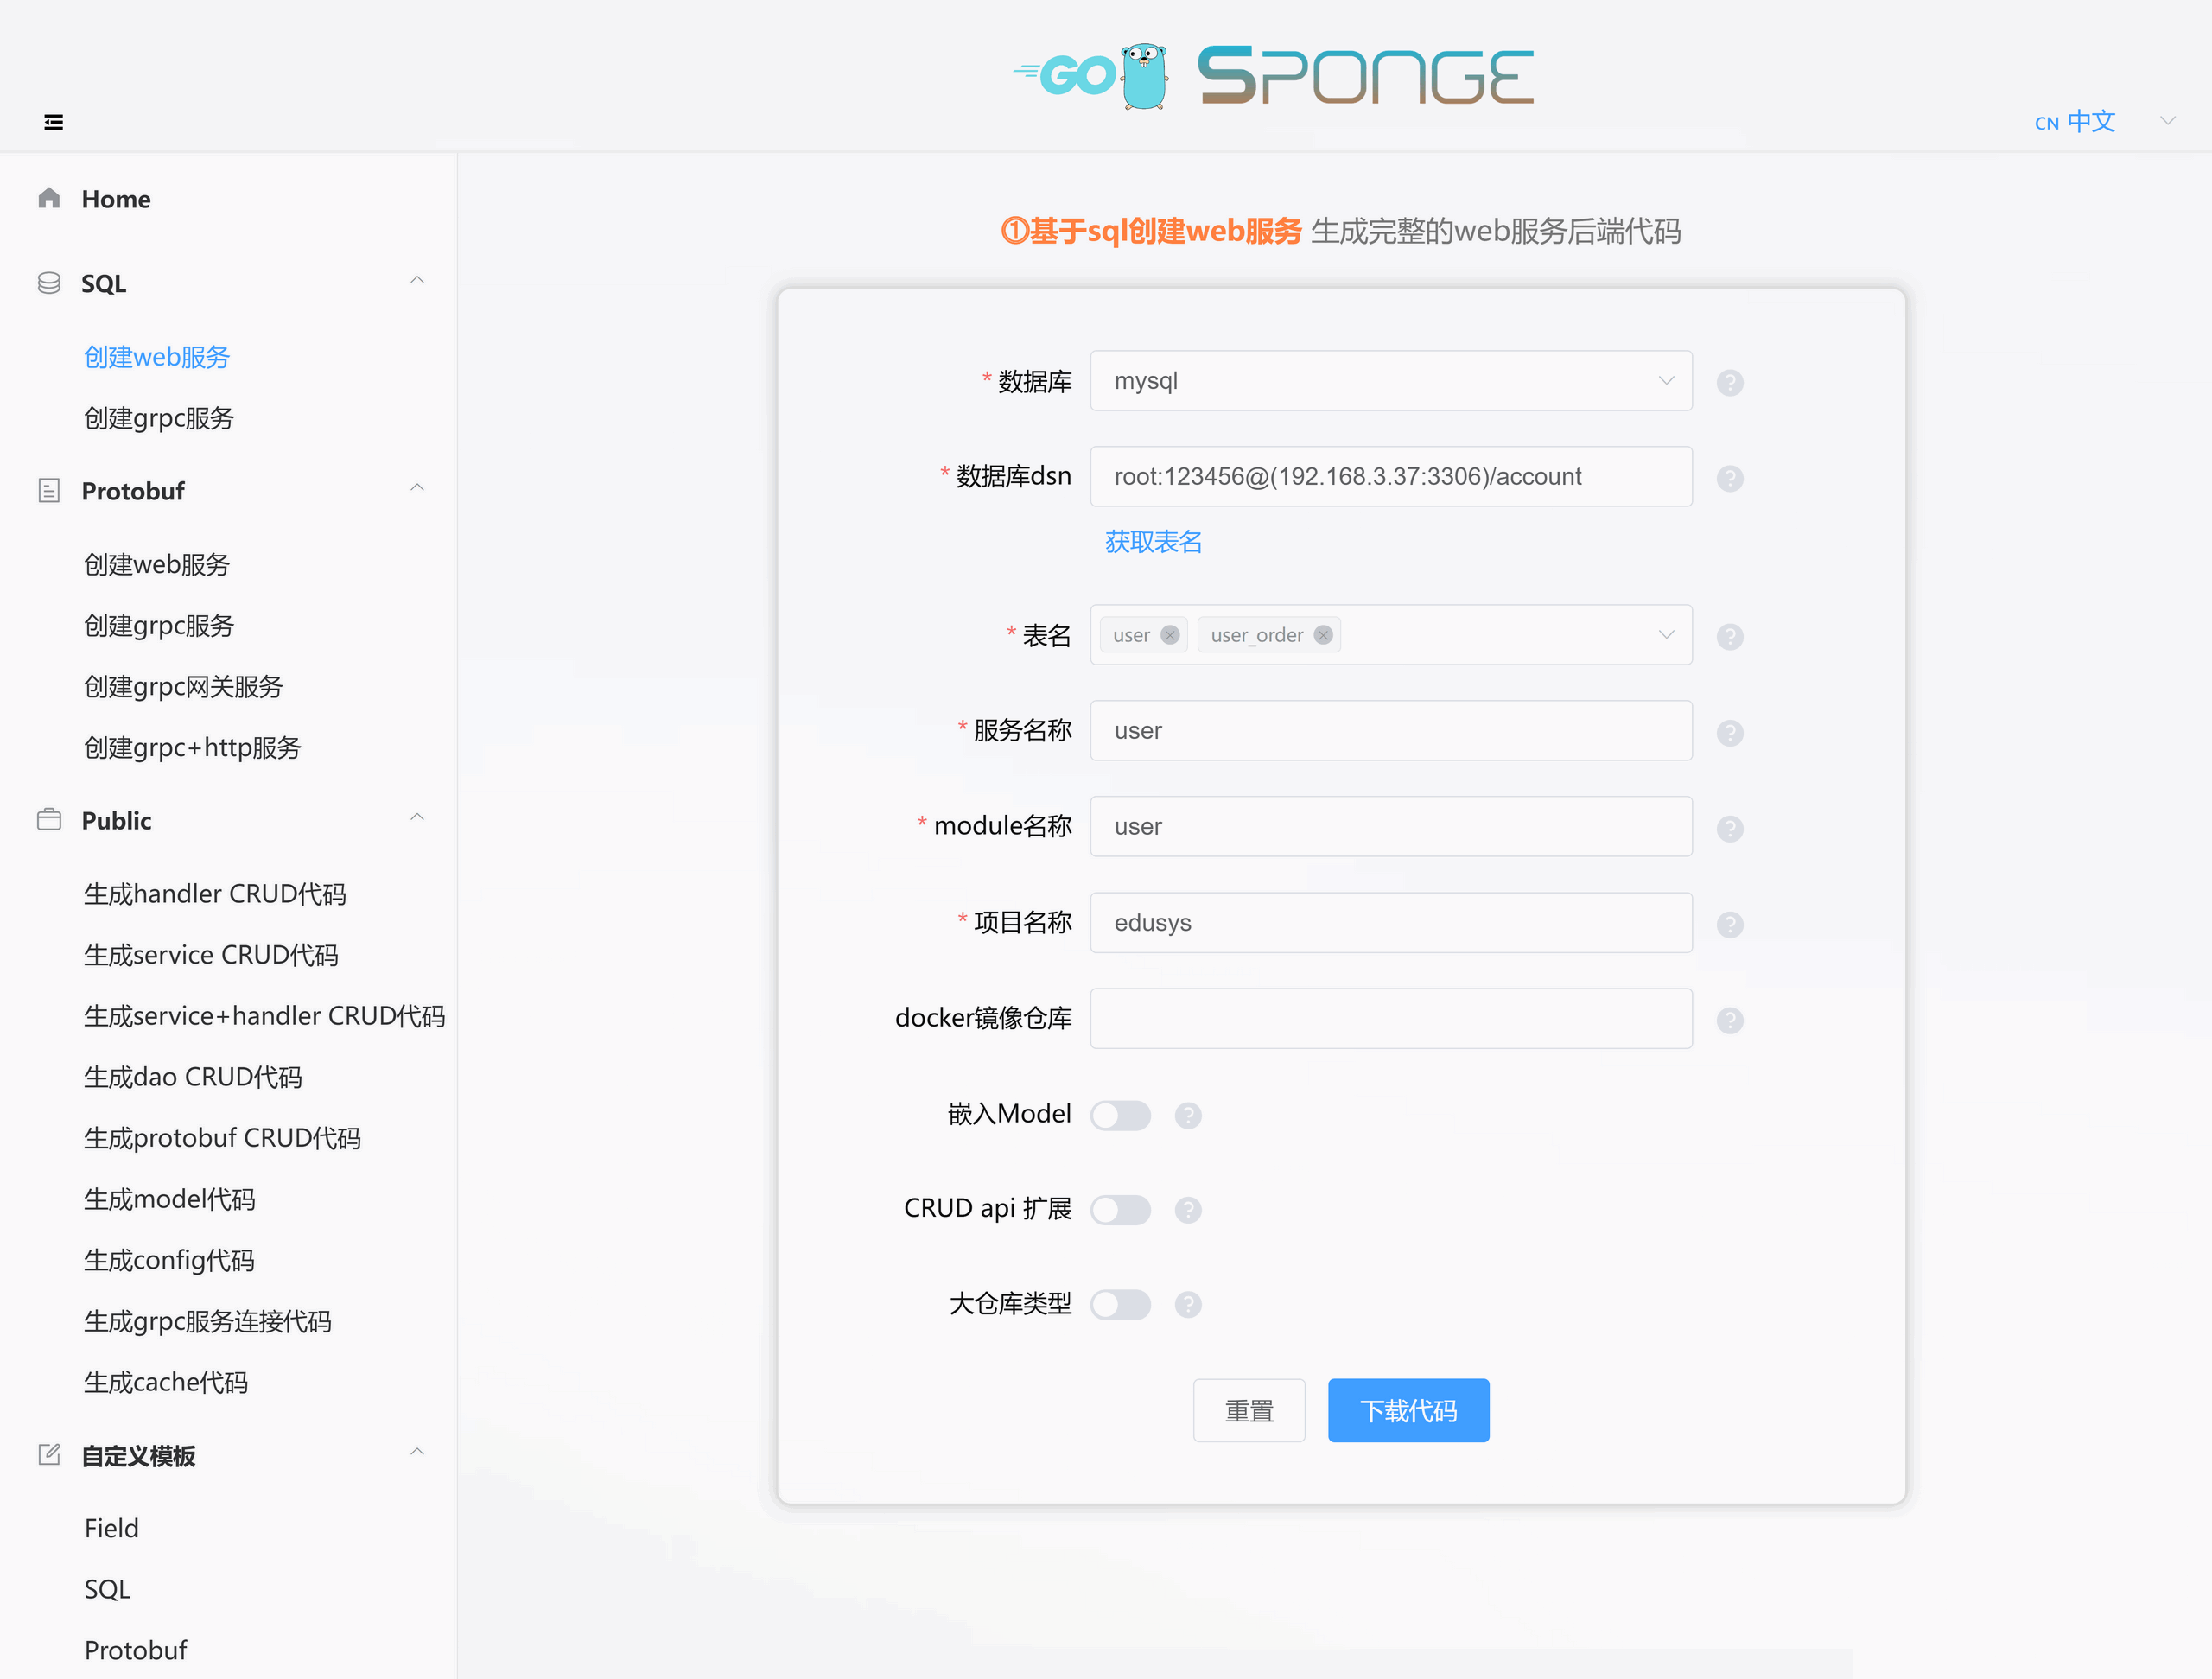 GO SPONGE
CN 中文
Home
SQL
创建web服务
创建grpc服务
Protobuf
创建web服务
创建grpc服务
创建grpc网关服务
创建grpc+http服务
Public
生成handler CRUD代码
生成service CRUD代码
生成service+handler CRUD代码
生成dao CRUD代码
生成protobuf CRUD代码
生成model代码
生成config代码
生成grpc服务连接代码
生成cache代码
自定义模板
Field
SQL
Protobuf
①基于sql创建web服务 生成完整的web服务后端代码
* 数据库 mysql ?
* 数据库dsn root:123456@(192.168.3.37:3306)/account ?
获取表名
* 表名 user user_order ?
* 服务名称 user ?
* module名称 user ?
* 项目名称 edusys ?
docker镜像仓库 ?
嵌入Model ?
CRUD api 扩展 ?
大仓库类型 ?
重置 下载代码